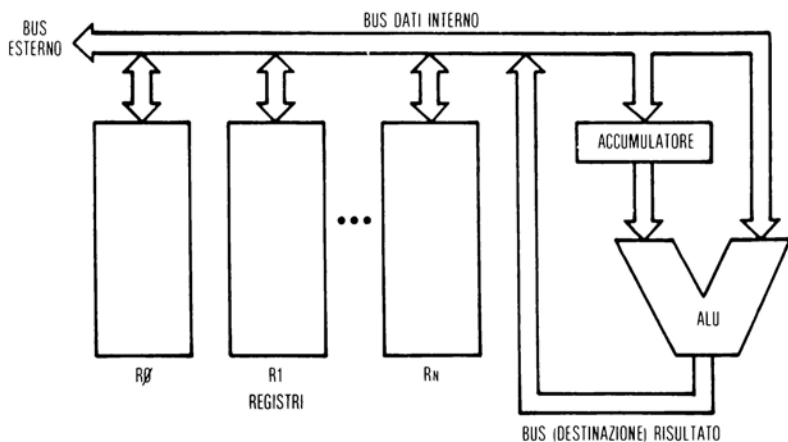 BUS
ESTERNO
BUS DATI INTERNO
ACCUMULATORE
ALU
RØ
R1
RN
REGISTRI
BUS (DESTINAZIONE) RISULTATO